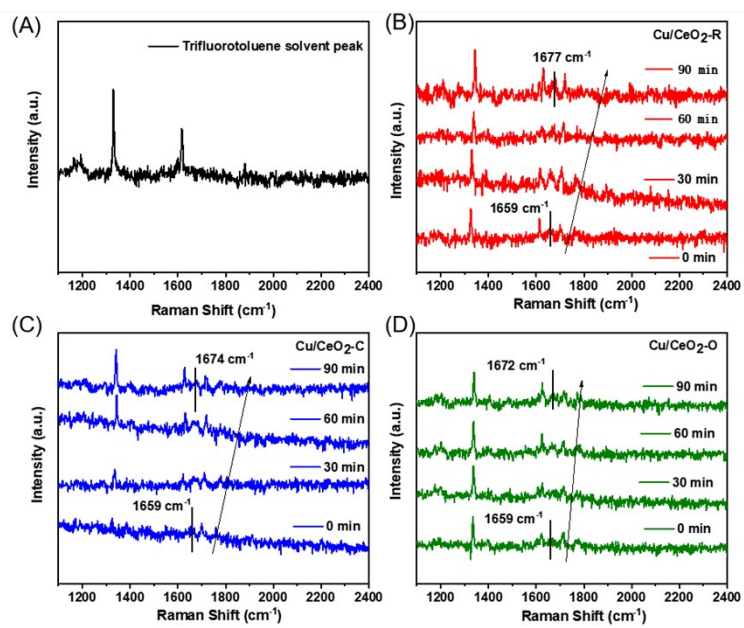 (A)
Trifluorotoluene solvent peak
Intensity (a.u.)
1200 1400 1600 1800 2000 2200 2400
Raman Shift (cm⁻¹)
(B)
Cu/CeO₂-R
1677 cm⁻¹
90 min
60 min
30 min
1659 cm⁻¹
0 min
Intensity (a.u.)
1200 1400 1600 1800 2000 2200 2400
Raman Shift (cm⁻¹)
(C)
Cu/CeO₂-C
1674 cm⁻¹
90 min
60 min
30 min
1659 cm⁻¹
0 min
Intensity (a.u.)
1200 1400 1600 1800 2000 2200 2400
Raman Shift (cm⁻¹)
(D)
Cu/CeO₂-O
1672 cm⁻¹
90 min
60 min
30 min
1659 cm⁻¹
0 min
Intensity (a.u.)
1200 1400 1600 1800 2000 2200 2400
Raman Shift (cm⁻¹)